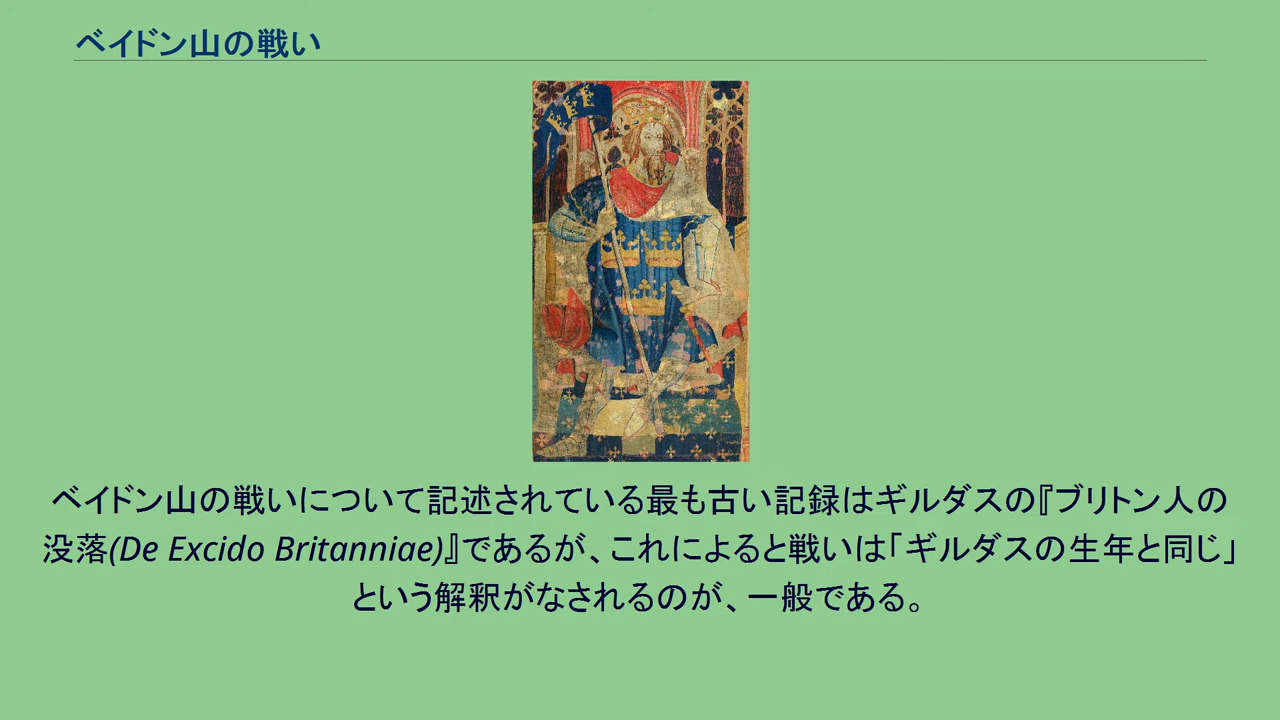 ベイドン山の戦い
ベイドン山の戦いについて記述されている最も古い記録はギルダスの『ブリトン人の
没落(De Excido Britanniae)』であるが、これによると戦いは「ギルダスの生年と同じ」
という解釈がなされるのが、一般である。